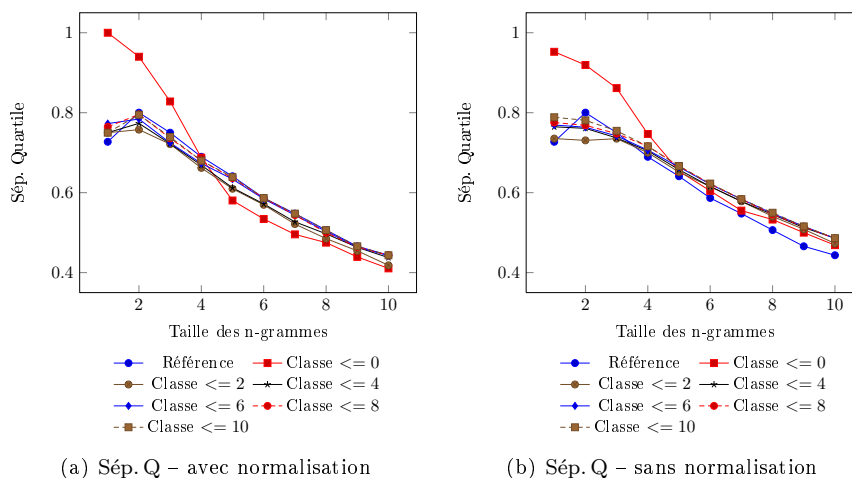 1
0.8
0.6
0.4
Sép. Quartile
2 4 6 8 10
Taille des n-grammes
Référence Classe <= 0
Classe <= 2 Classe <= 4
Classe <= 6 Classe <= 8
Classe <= 10
(a) Sép. Q – avec normalisation
1
0.8
0.6
0.4
Sép. Quartile
2 4 6 8 10
Taille des n-grammes
Référence Classe <= 0
Classe <= 2 Classe <= 4
Classe <= 6 Classe <= 8
Classe <= 10
(b) Sép. Q – sans normalisation